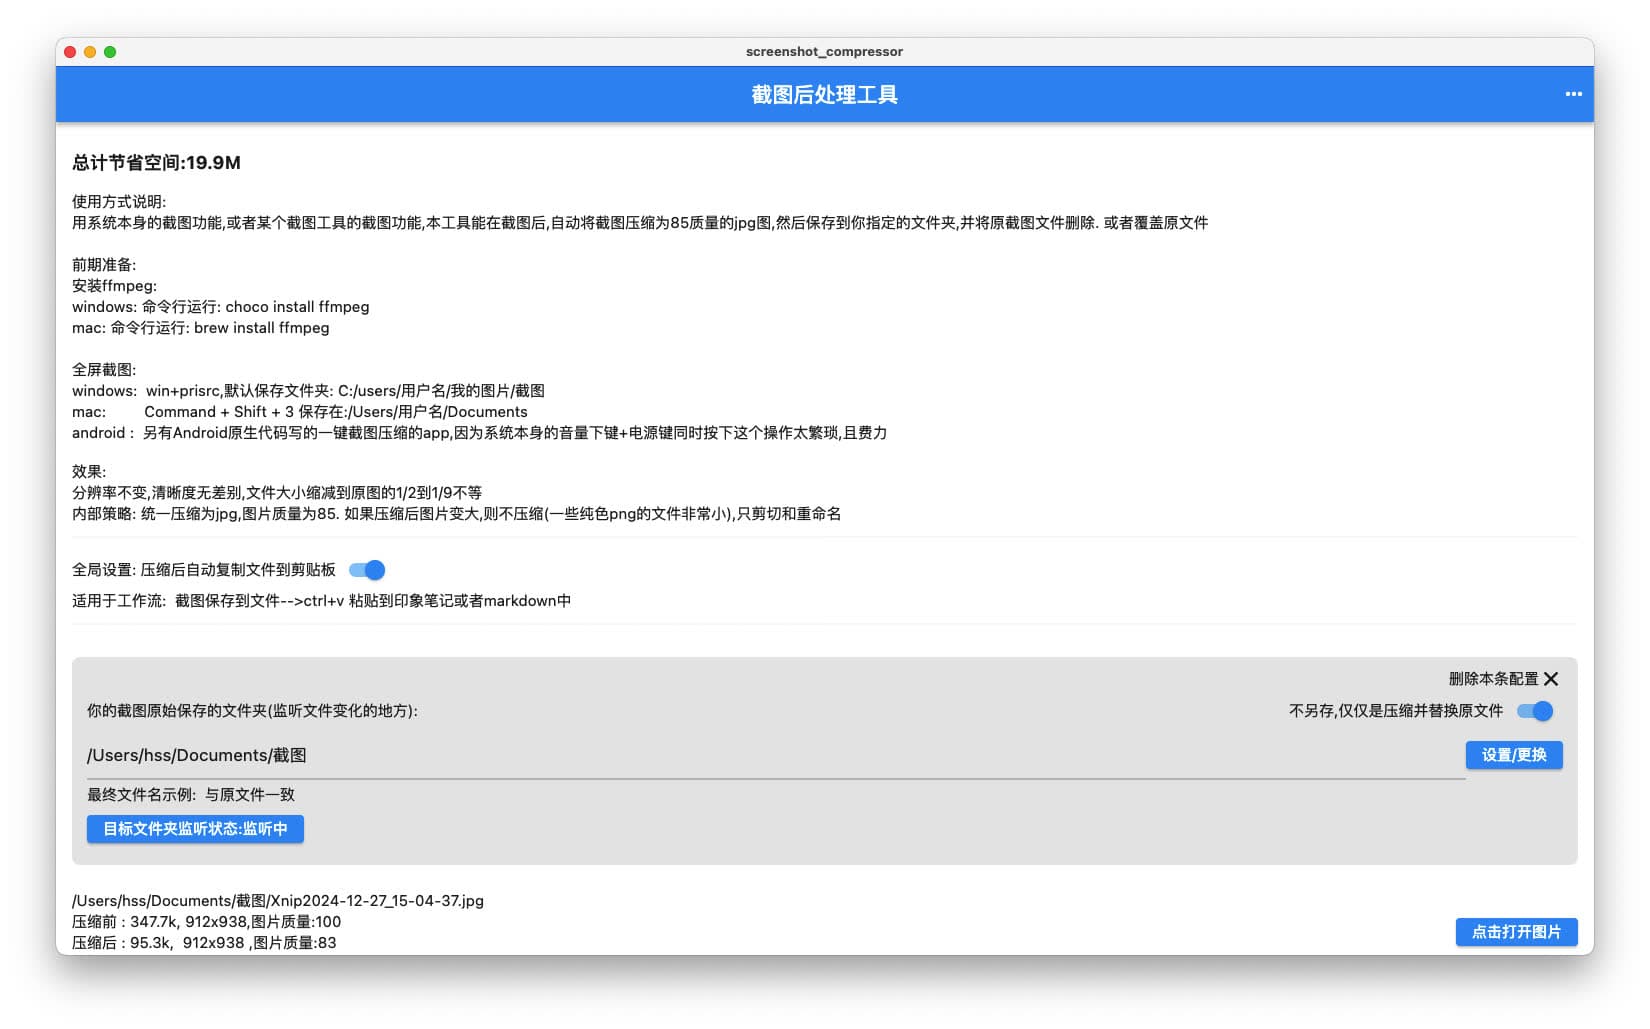 screenshot_compressor
截图后处理工具
总计节省空间:19.9M
使用方式说明:
用系统本身的截图功能,或者某个截图工具的截图功能,本工具能在截图后,自动将截图压缩为85质量的jpg图,然后保存到你指定的文件夹,并将原截图文件删除. 或者覆盖原文件
前期准备:
安装ffmpeg:
windows: 命令行运行: choco install ffmpeg
mac: 命令行运行: brew install ffmpeg
全屏截图:
windows:  win+prisrc,默认保存文件夹: C:/users/用户名/我的图片/截图
mac:         Command + Shift + 3 保存在:/Users/用户名/Documents
android :  另有Android原生代码写的一键截图压缩的app,因为系统本身的音量下键+电源键同时按下这个操作太繁琐,且费力
效果:
分辨率不变,清晰度无差别,文件大小缩减到原图的1/2到1/9不等
内部策略: 统一压缩为jpg,图片质量为85. 如果压缩后图片变大,则不压缩(一些纯色png的文件非常小),只剪切和重命名
全局设置: 压缩后自动复制文件到剪贴板
适用于工作流:  截图保存到文件-->ctrl+v 粘贴到印象笔记或者markdown中
删除本条配置
你的截图原始保存的文件夹(监听文件变化的地方):
不另存,仅仅是压缩并替换原文件
/Users/hss/Documents/截图
设置/更换
最终文件名示例:  与原文件一致
目标文件夹监听状态:监听中
/Users/hss/Documents/截图/Xnip2024-12-27_15-04-37.jpg
压缩前 : 347.7k, 912x938,图片质量:100
压缩后 : 95.3k,  912x938 ,图片质量:83
点击打开图片